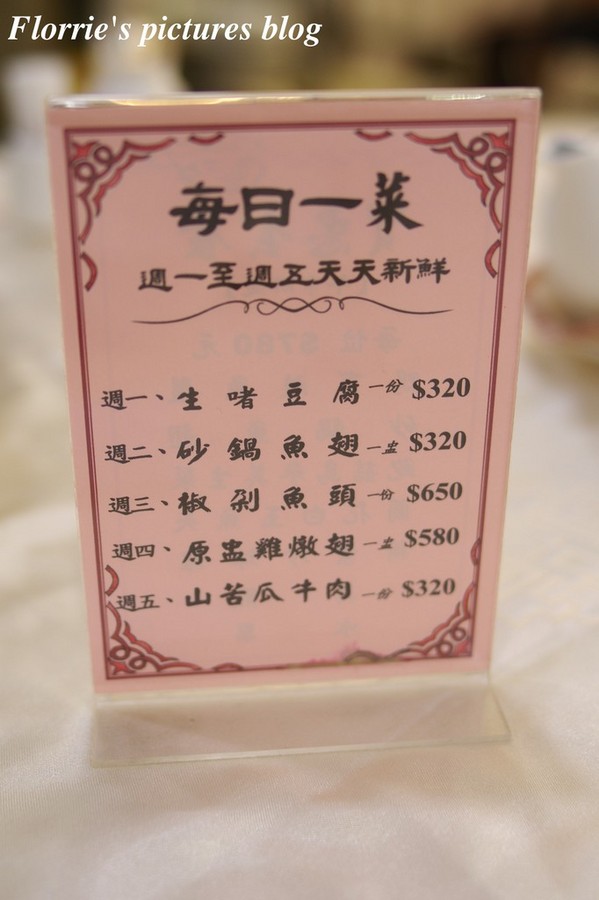 Florrie's pictures blog
每日一菜
週一至週五天天新鮮
週一、生啫豆腐一份 $320
週二、砂鍋魚翅一盅 $320
週三、椒剁魚頭一份 $650
週四、原盅雞燉翅一盅 $580
週五、山苦瓜牛肉一份 $320